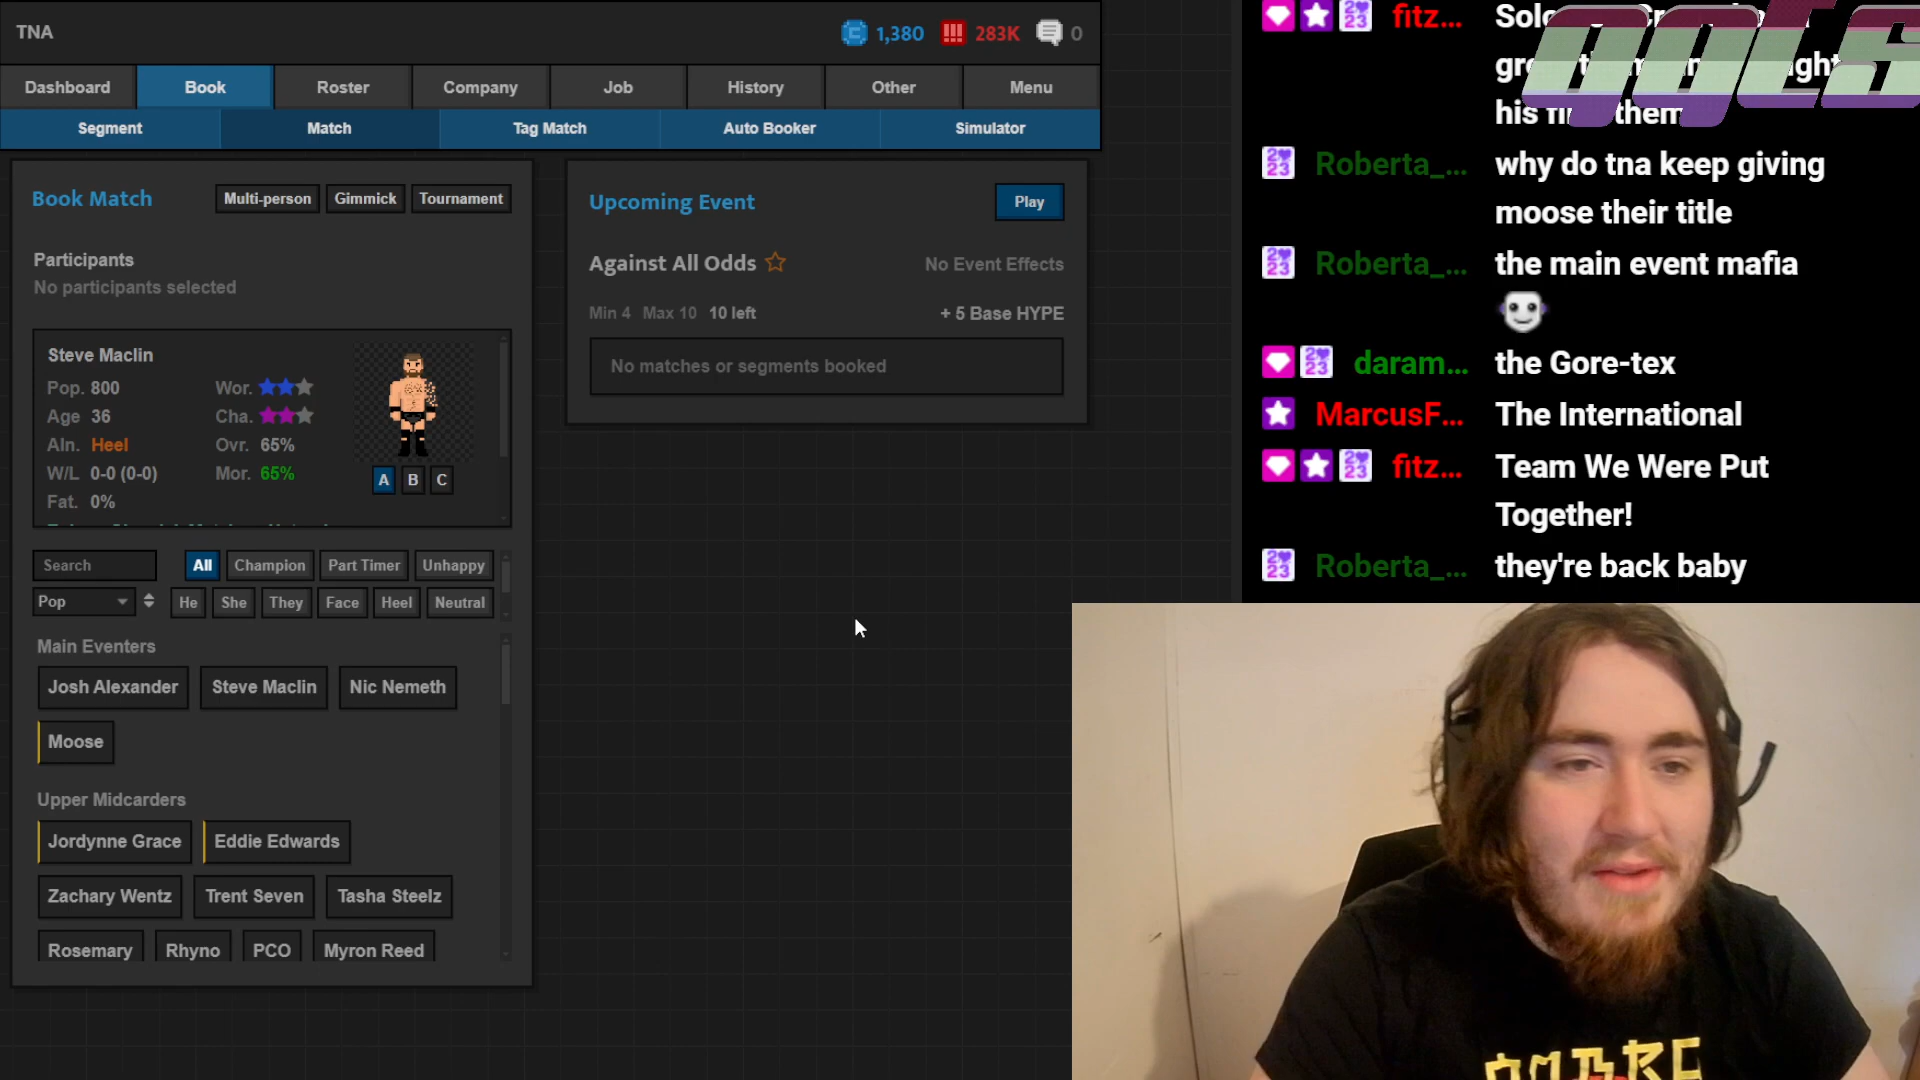 TNA
1,380
283K
0
Dashboard
Book
Roster
Company
Job
History
Other
Menu
Segment
Match
Tag Match
Auto Booker
Simulator
Book Match
Multi-person
Gimmick
Tournament
Participants
No participants selected
Steve Maclin
Pop. 800
Wor.
Age 36
Cha.
Aln. Heel
Ovr. 65%
W/L 0-0 (0-0)
Mor. 65%
Fat. 0%
A
B
C
Search
All
Champion
Part Timer
Unhappy
Pop
He
She
They
Face
Heel
Neutral
Main Eventers
Josh Alexander
Steve Maclin
Nic Nemeth
Moose
Upper Midcarders
Jordynne Grace
Eddie Edwards
Zachary Wentz
Trent Seven
Tasha Steelz
Rosemary
Rhyno
PCO
Myron Reed
Upcoming Event
Play
Against All Odds
No Event Effects
Min 4 Max 10 10 left
+ 5 Base HYPE
No matches or segments booked
fitz...
his them
Roberta_... why do tna keep giving
moose their title
Roberta_... the main event mafia
daram... the Gore-tex
MarcusF... The International
fitz... Team We Were Put
Together!
Roberta_... they're back baby